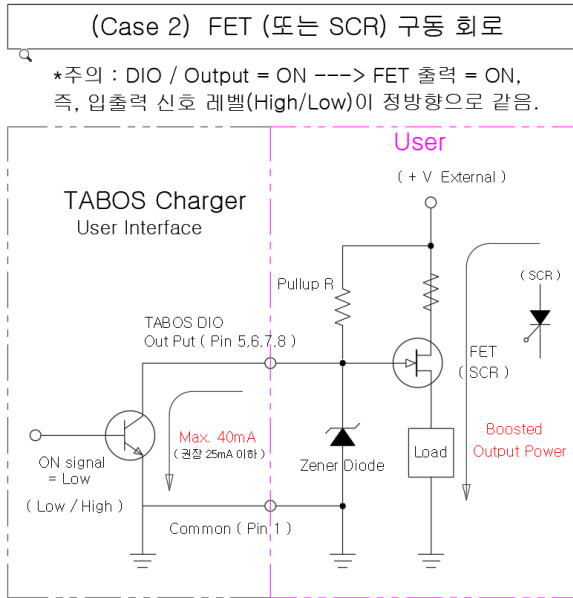 (Case 2) FET (또는 SCR) 구동 회로
*주의 : DIO / Output = ON ---> FET 출력 = ON,
즉, 입출력 신호 레벨(High/Low)이 정방향으로 같음.
User
( + V External )
TABOS Charger
User Interface
Pullup R
( SCR )
TABOS DIO
Out Put ( Pin 5,6,7,8 )
FET
( SCR )
Max. 40mA
( 권장 25mA 이하 )
Boosted
Output Power
ON signal
= Low
( Low / High )
Zener Diode
Load
Common ( Pin 1 )